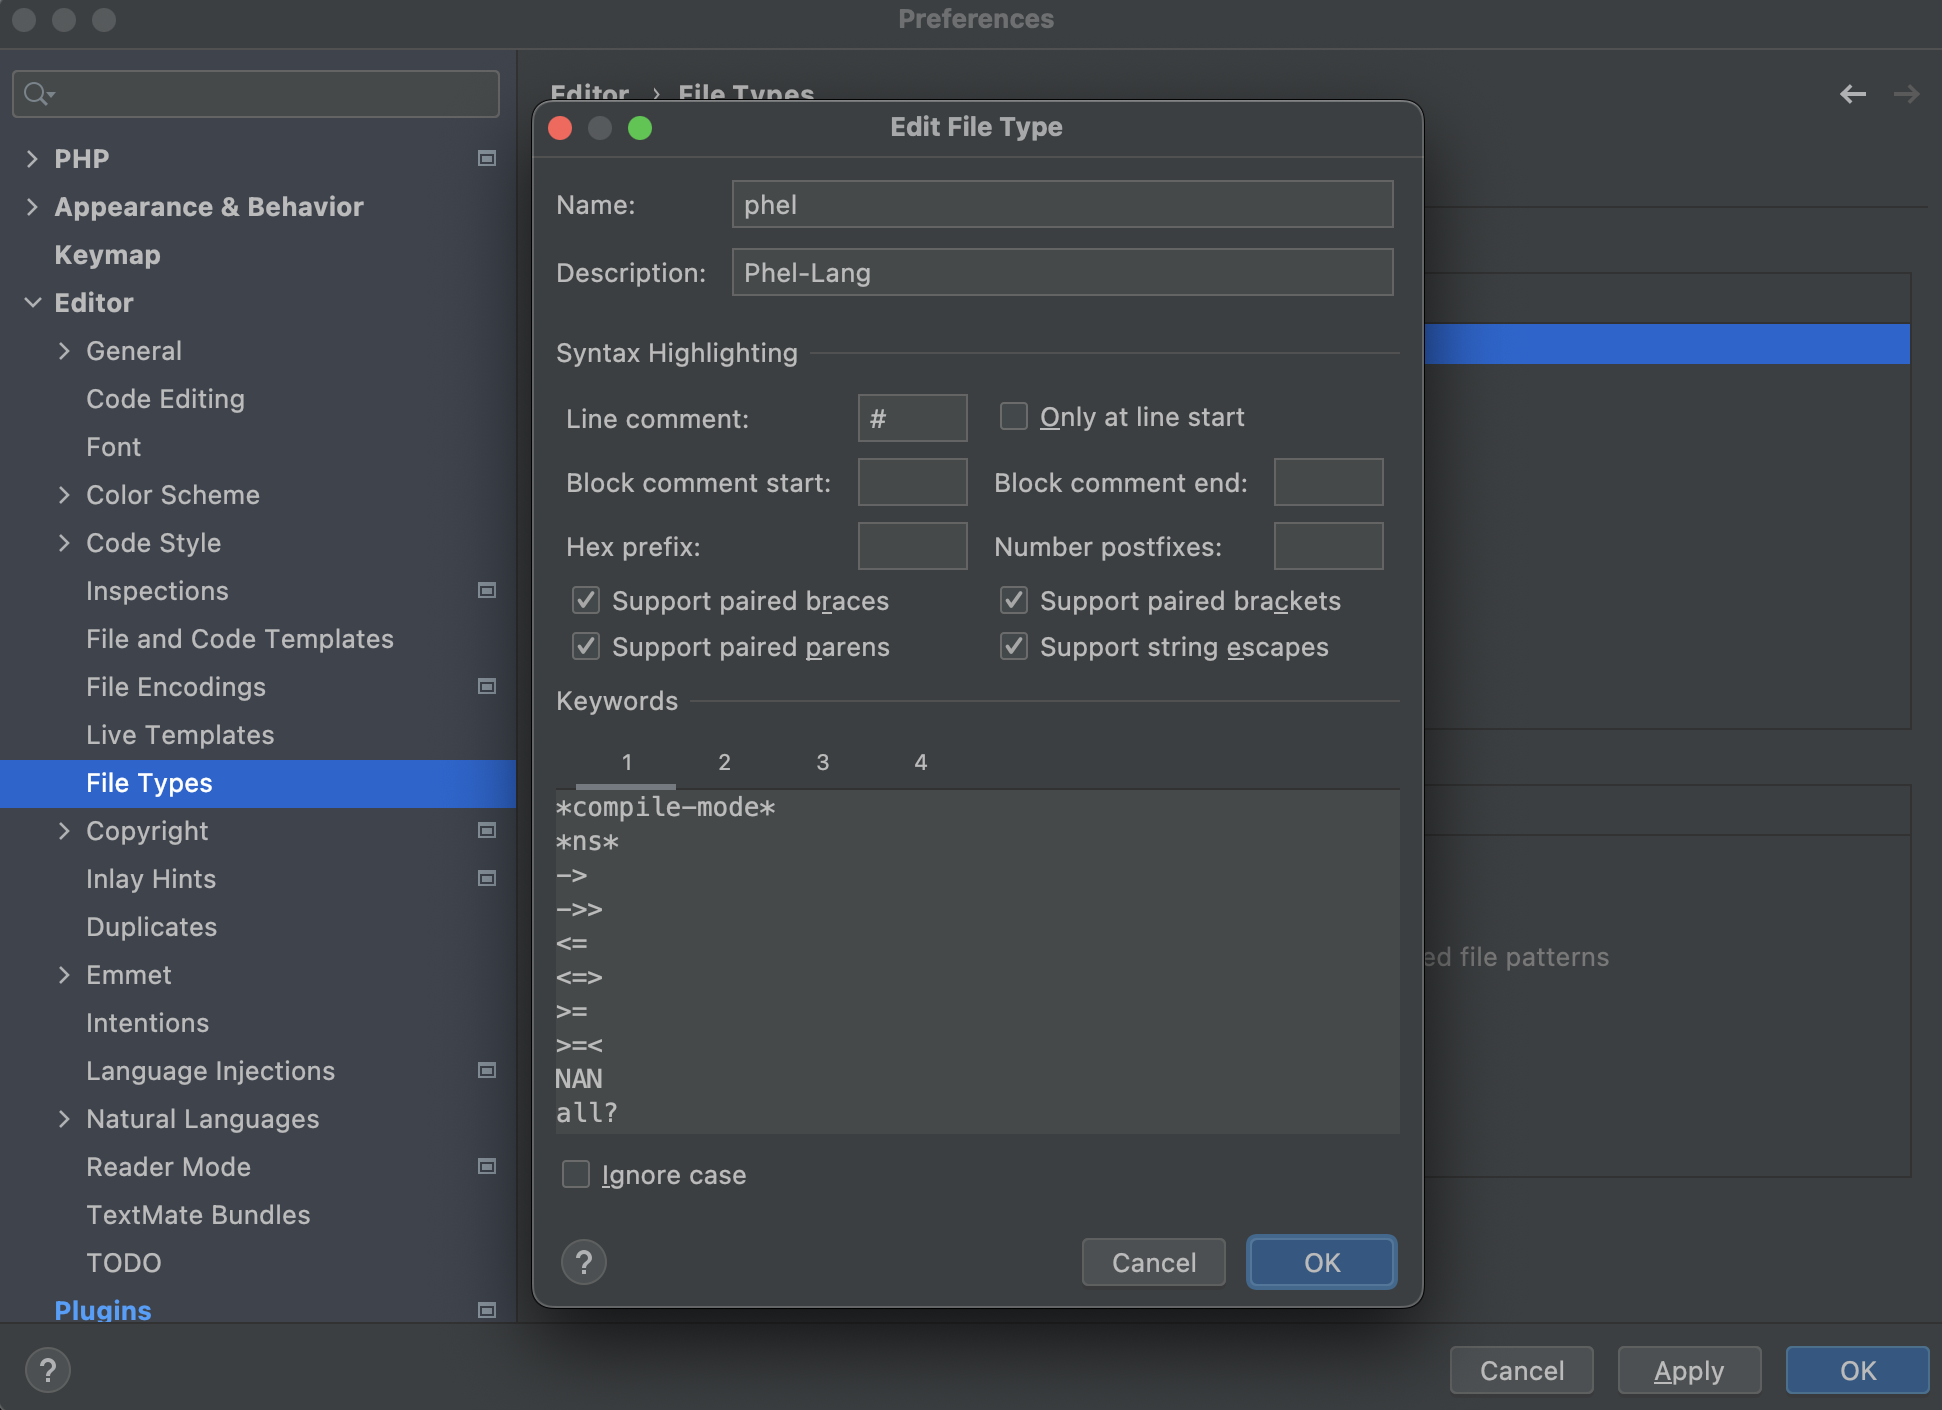 Preferences
PHP
Appearance & Behavior
Keymap
Editor
General
Code Editing
Font
Color Scheme
Code Style
Inspections
File and Code Templates
File Encodings
Live Templates
File Types
Copyright
Inlay Hints
Duplicates
Emmet
Intentions
Language Injections
Natural Languages
Reader Mode
TextMate Bundles
TODO
Plugins
Editor › File Types
Edit File Type
Name: phel
Description: Phel-Lang
Syntax Highlighting
Line comment: # Only at line start
Block comment start: Block comment end:
Hex prefix: Number postfixes:
Support paired braces Support paired brackets
Support paired parens Support string escapes
Keywords
1 2 3 4
*compile-mode*
*ns*
->
->>
<=
<=>
>=
>=<
NAN
all?
Ignore case
? Cancel OK
ed file patterns
? Cancel Apply OK